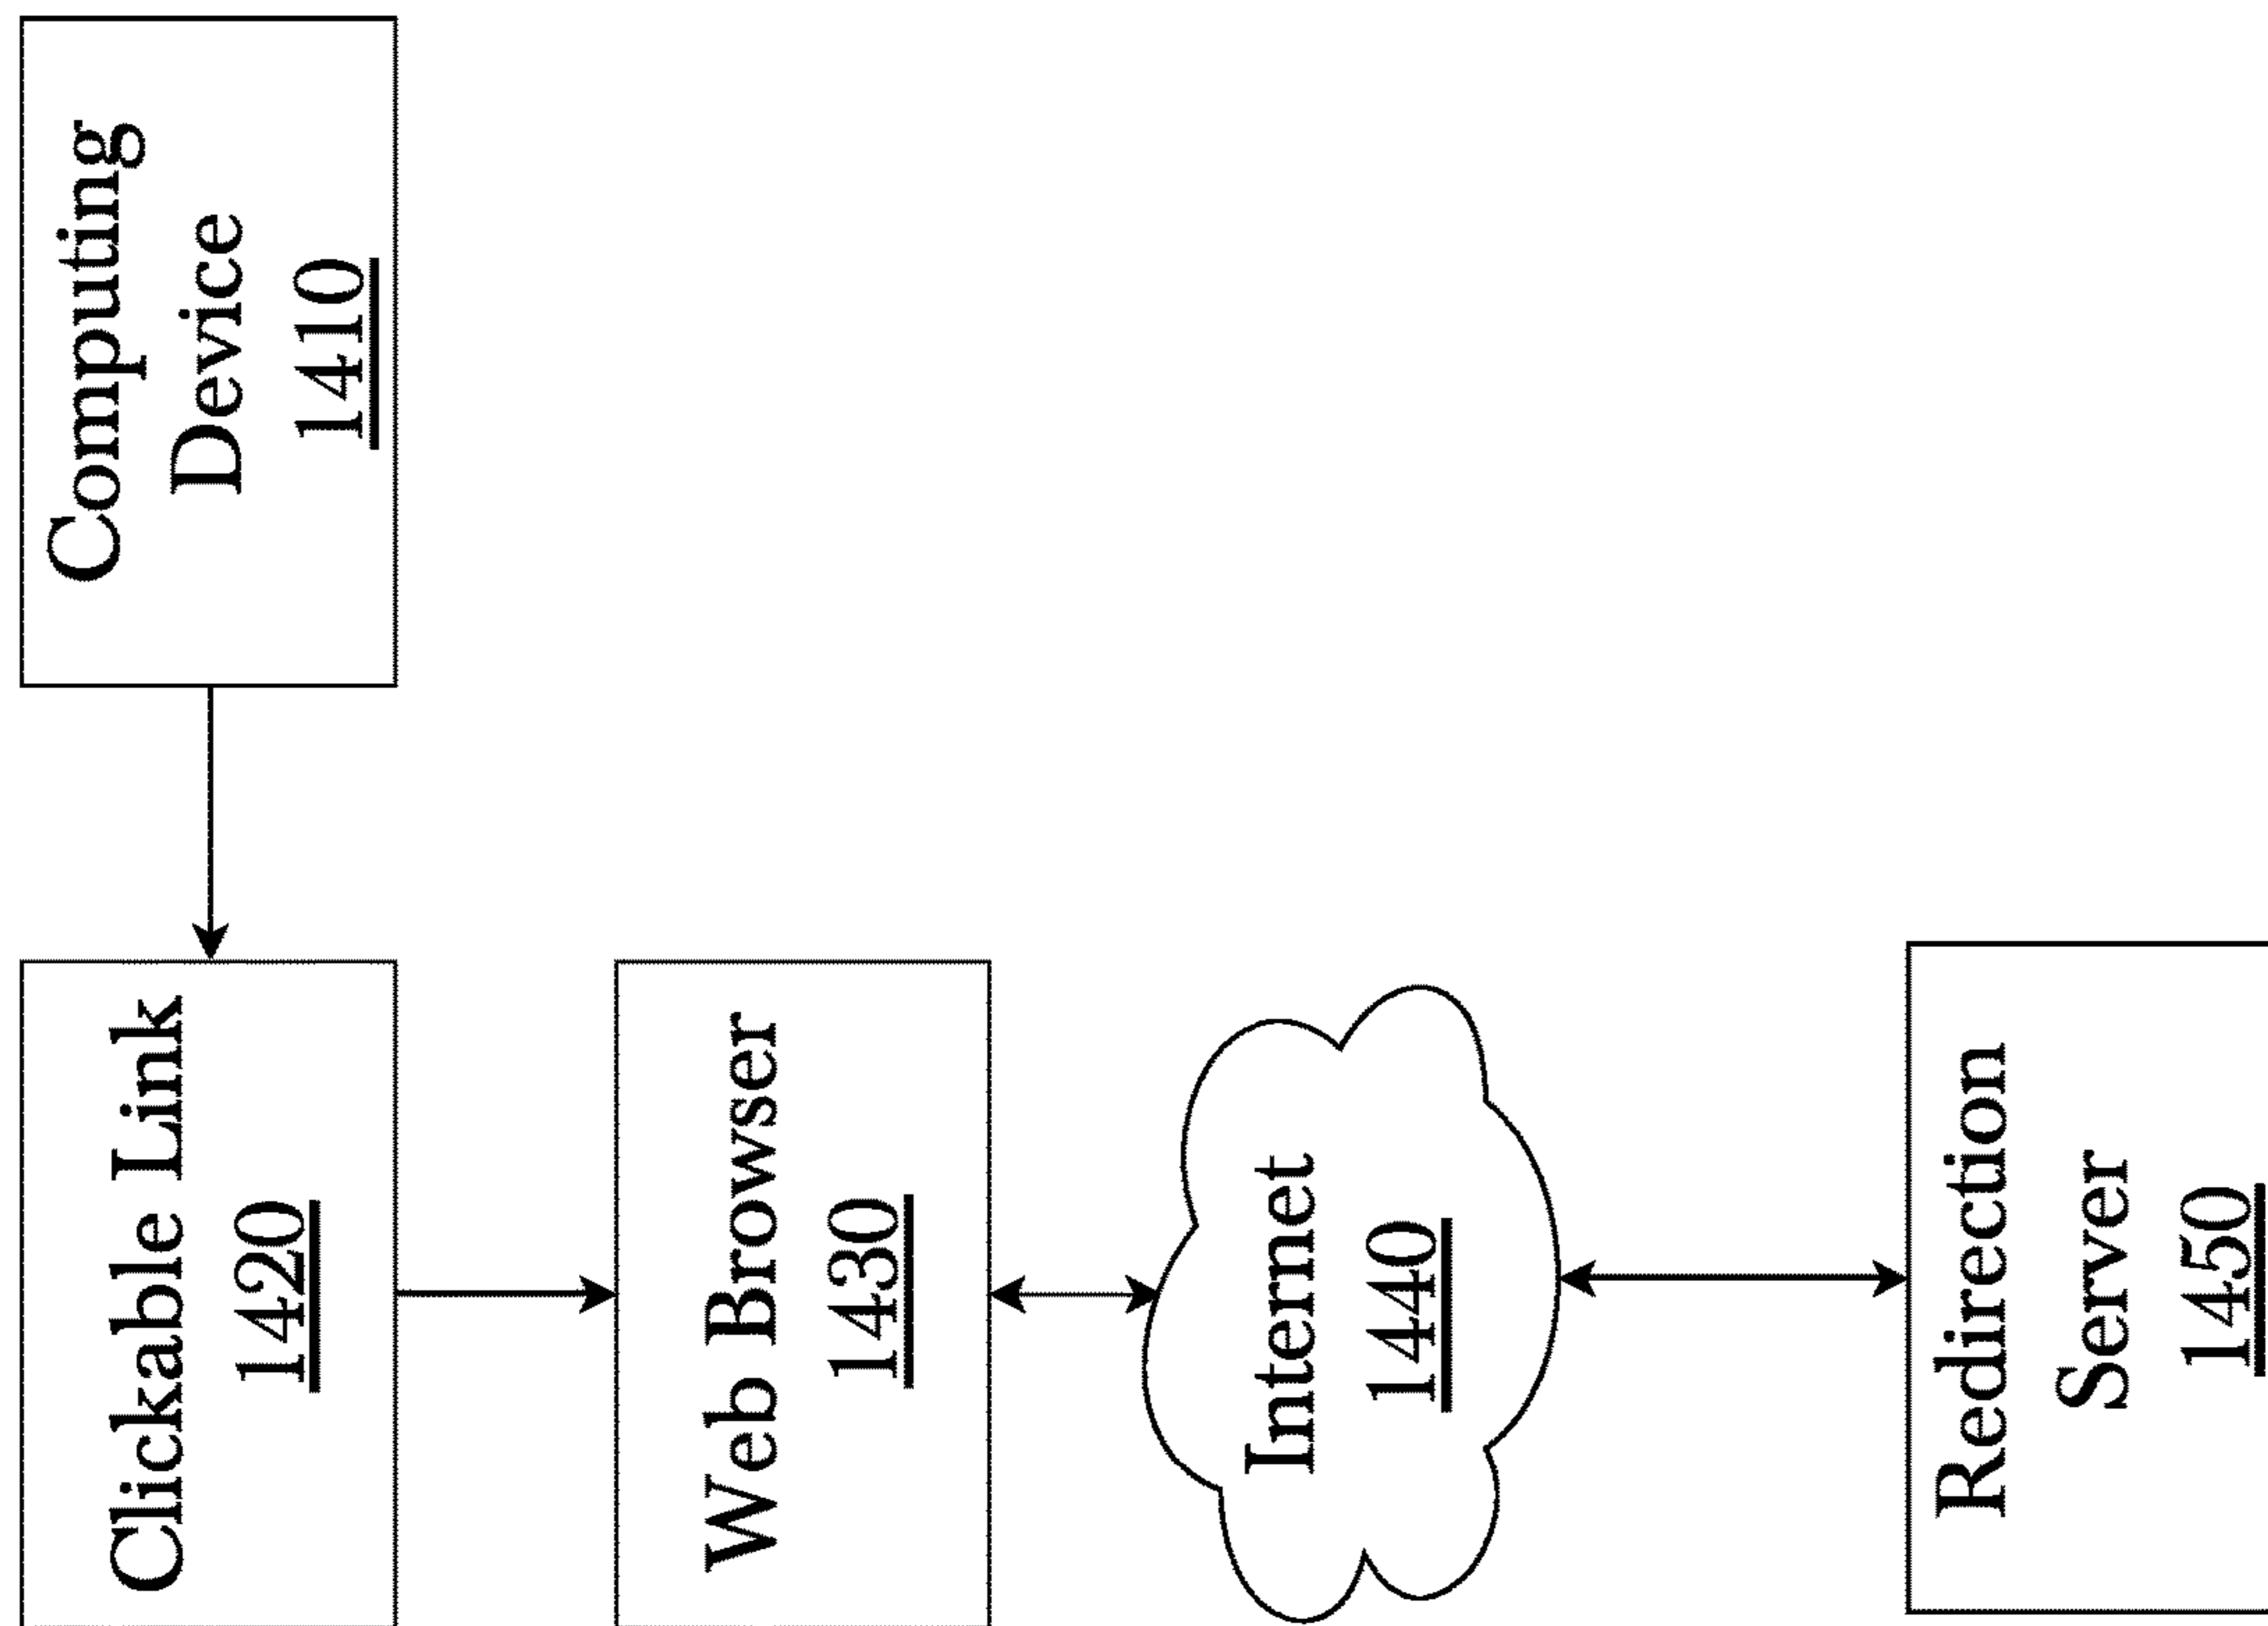 Computing
Device
1410
Clickable Link
1420
Web Browser
1430
Internet
1440
Redirection
Server
1450